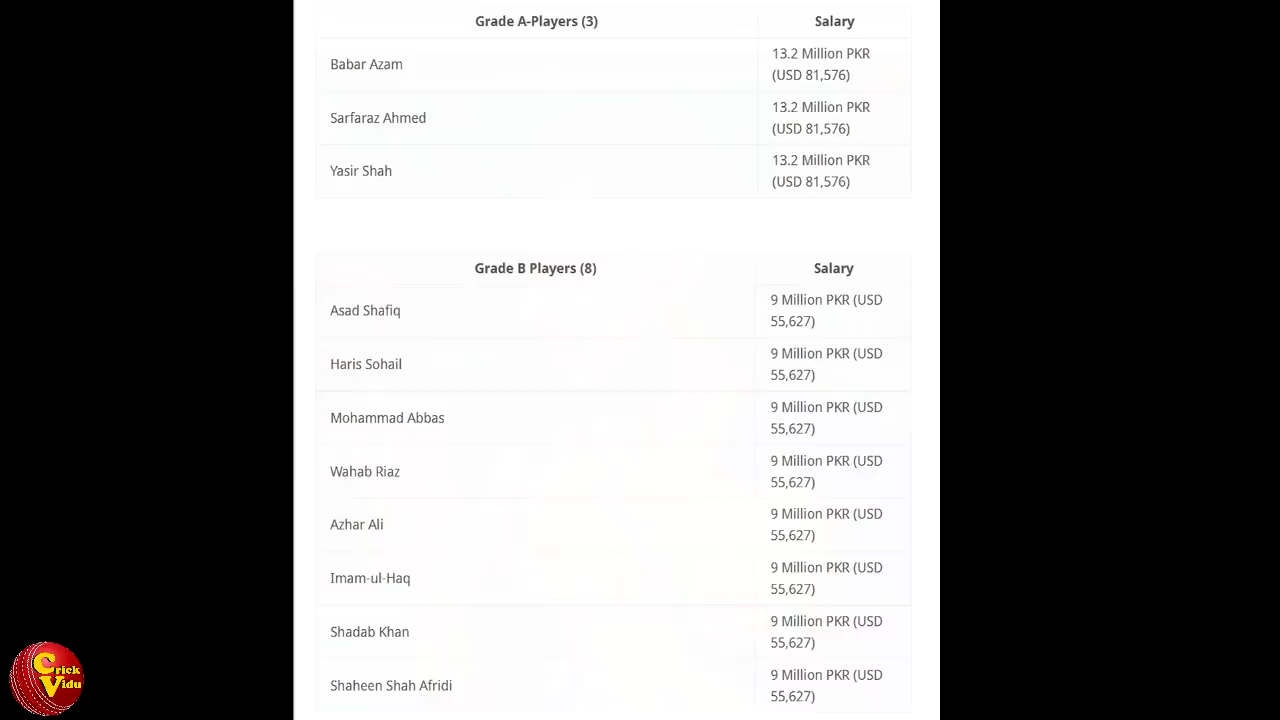 Grade A-Players (3) Salary
Babar Azam
13.2 Million PKR
(USD 81,576)
Sarfaraz Ahmed
13.2 Million PKR
(USD 81,576)
Yasir Shah
13.2 Million PKR
(USD 81,576)
Grade B Players (8) Salary
Asad Shafiq
9 Million PKR (USD
55,627)
Haris Sohail
9 Million PKR (USD
55,627)
Mohammad Abbas
9 Million PKR (USD
55,627)
Wahab Riaz
9 Million PKR (USD
55,627)
Azhar Ali
9 Million PKR (USD
55,627)
Imam-ul-Haq
9 Million PKR (USD
55,627)
Shadab Khan
9 Million PKR (USD
55,627)
Shaheen Shah Afridi
9 Million PKR (USD
55,627)
Crick
Vidu